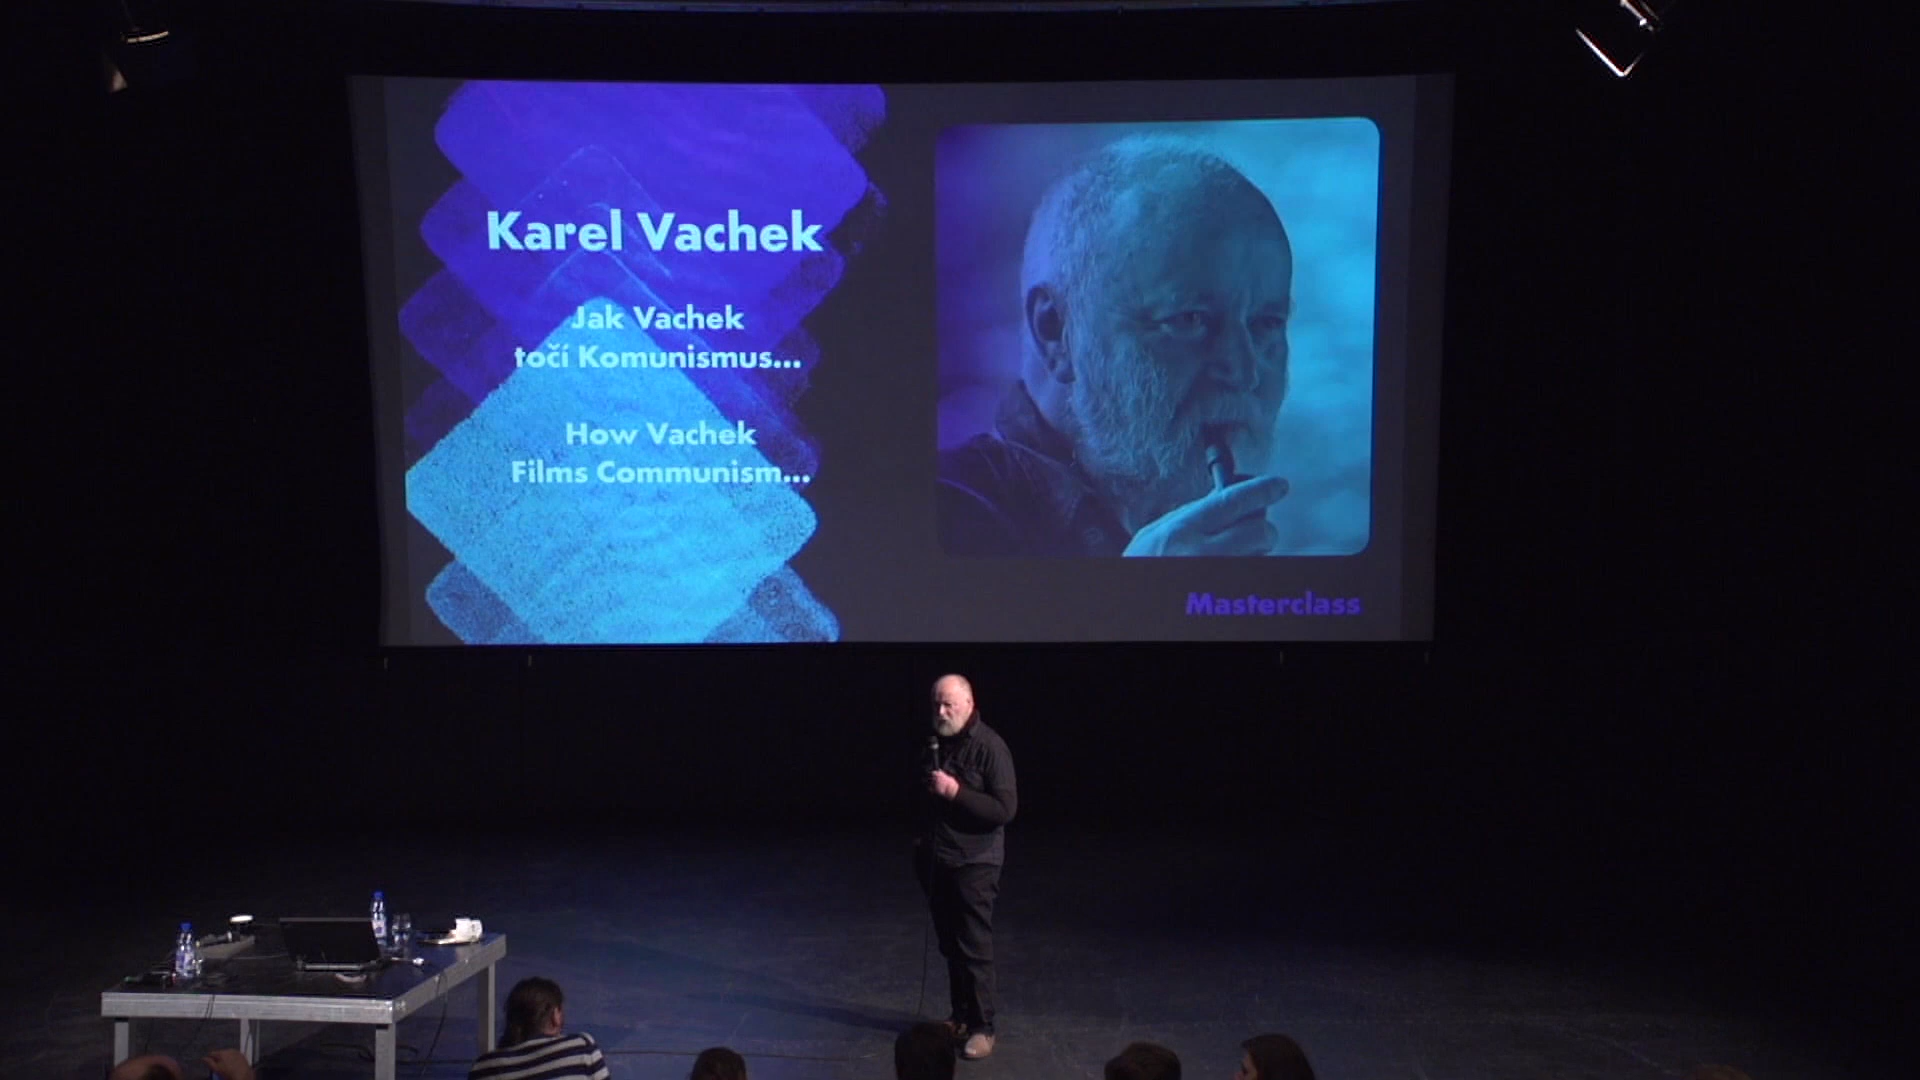 Karel Vachek
Jak Vachek
točí Komunismus...
How Vachek
Films Communism...
Masterclass